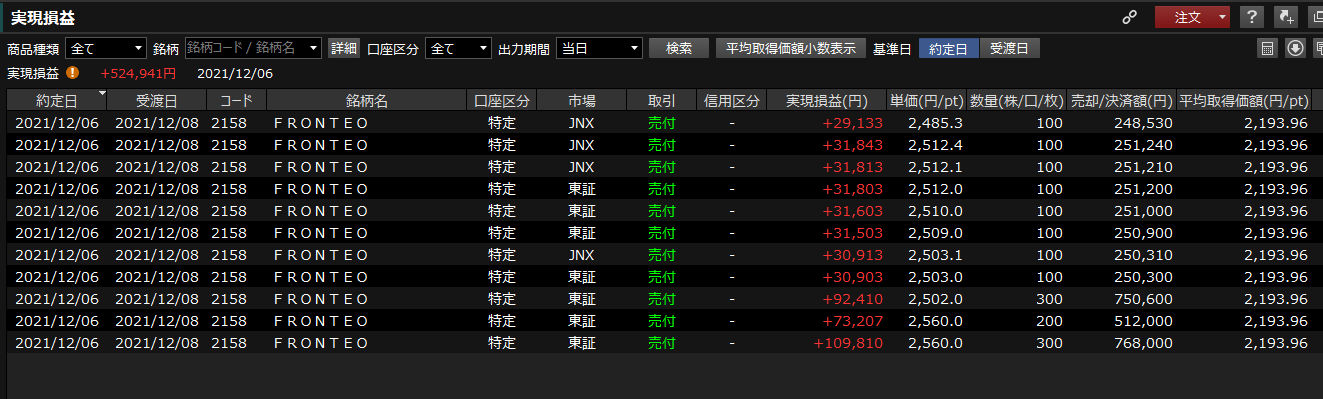 実現損益
注文 ?
商品種類 全て 銘柄 銘柄コード / 銘柄名 詳細 口座区分 全て 出力期間 当日 検索 平均取得価額小数表示 基準日 約定日 受渡日
実現損益 ! +524,941円 2021/12/06
約定日 受渡日 コード 銘柄名 口座区分 市場 取引 信用区分 実現損益(円) 単価(円/pt) 数量(株/口/枚) 売却/決済額(円) 平均取得価額(円/pt)
2021/12/06 2021/12/08 2158 ＦＲＯＮＴＥＯ 特定 JNX 売付 - +29,133 2,485.3 100 248,530 2,193.96
2021/12/06 2021/12/08 2158 ＦＲＯＮＴＥＯ 特定 JNX 売付 - +31,843 2,512.4 100 251,240 2,193.96
2021/12/06 2021/12/08 2158 ＦＲＯＮＴＥＯ 特定 JNX 売付 - +31,813 2,512.1 100 251,210 2,193.96
2021/12/06 2021/12/08 2158 ＦＲＯＮＴＥＯ 特定 東証 売付 - +31,803 2,512.0 100 251,200 2,193.96
2021/12/06 2021/12/08 2158 ＦＲＯＮＴＥＯ 特定 東証 売付 - +31,603 2,510.0 100 251,000 2,193.96
2021/12/06 2021/12/08 2158 ＦＲＯＮＴＥＯ 特定 東証 売付 - +31,503 2,509.0 100 250,900 2,193.96
2021/12/06 2021/12/08 2158 ＦＲＯＮＴＥＯ 特定 JNX 売付 - +30,913 2,503.1 100 250,310 2,193.96
2021/12/06 2021/12/08 2158 ＦＲＯＮＴＥＯ 特定 東証 売付 - +30,903 2,503.0 100 250,300 2,193.96
2021/12/06 2021/12/08 2158 ＦＲＯＮＴＥＯ 特定 東証 売付 - +92,410 2,502.0 300 750,600 2,193.96
2021/12/06 2021/12/08 2158 ＦＲＯＮＴＥＯ 特定 東証 売付 - +73,207 2,560.0 200 512,000 2,193.96
2021/12/06 2021/12/08 2158 ＦＲＯＮＴＥＯ 特定 東証 売付 - +109,810 2,560.0 300 768,000 2,193.96